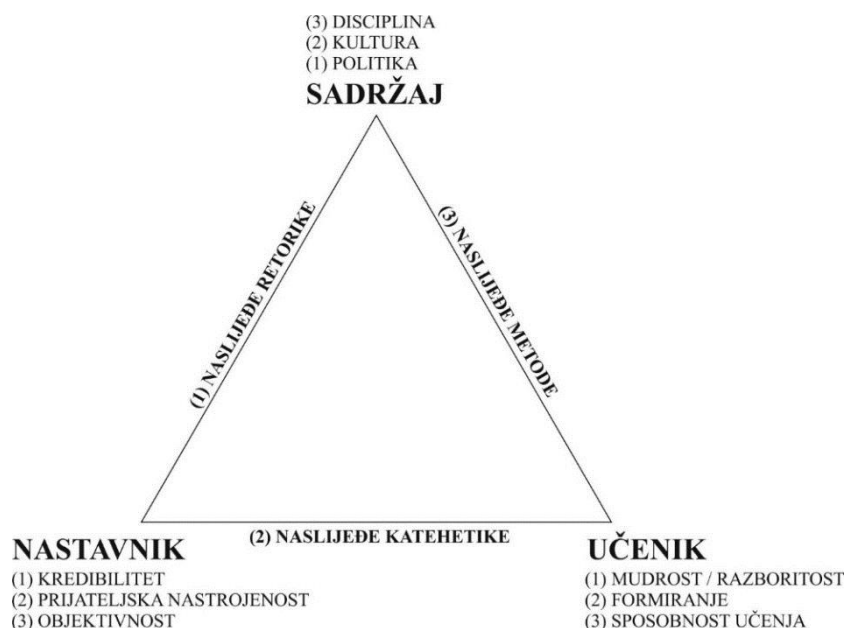 (3) DISCIPLINA
(2) KULTURA
(1) POLITIKA
SADRŽAJ
(1) NASLIJEĐE RETORIKE
(3) NASLIJEĐE METODE
(2) NASLIJEĐE KATEHETIKE
NASTAVNIK
(1) KREDIBILITET
(2) PRIJATELJSKA NASTROJENOST
(3) OBJEKTIVNOST
UČENIK
(1) MUDROST / RAZBORITOST
(2) FORMIRANJE
(3) SPOSOBNOST UČENJA